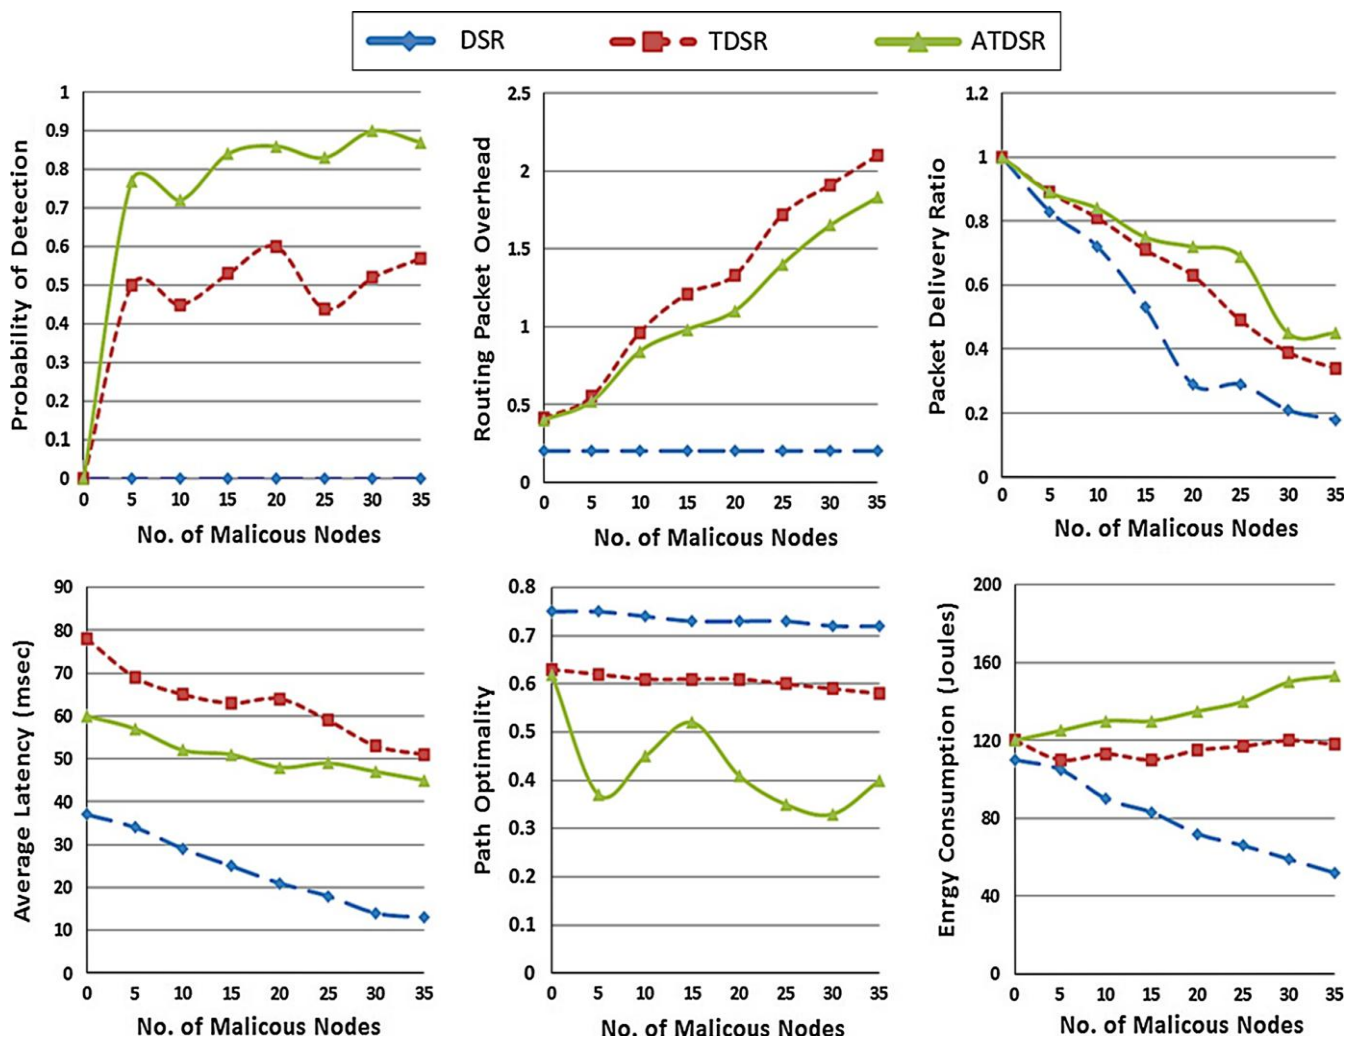 DSR TDSR ATDSR
Probability of Detection
1
0.9
0.8
0.7
0.6
0.5
0.4
0.3
0.2
0.1
0
0 5 10 15 20 25 30 35
No. of Malicous Nodes
Routing Packet Overhead
2.5
2
1.5
1
0.5
0
0 5 10 15 20 25 30 35
No. of Malicous Nodes
Packet Delivery Ratio
1.2
1
0.8
0.6
0.4
0.2
0
0 5 10 15 20 25 30 35
No. of Malicous Nodes
Average Latency (msec)
90
80
70
60
50
40
30
20
10
0
0 5 10 15 20 25 30 35
No. of Malicous Nodes
Path Optimality
0.8
0.7
0.6
0.5
0.4
0.3
0.2
0.1
0
0 5 10 15 20 25 30 35
No. of Malicous Nodes
Enrgy Consumption (Joules)
200
160
120
80
40
0
0 5 10 15 20 25 30 35
No. of Malicous Nodes